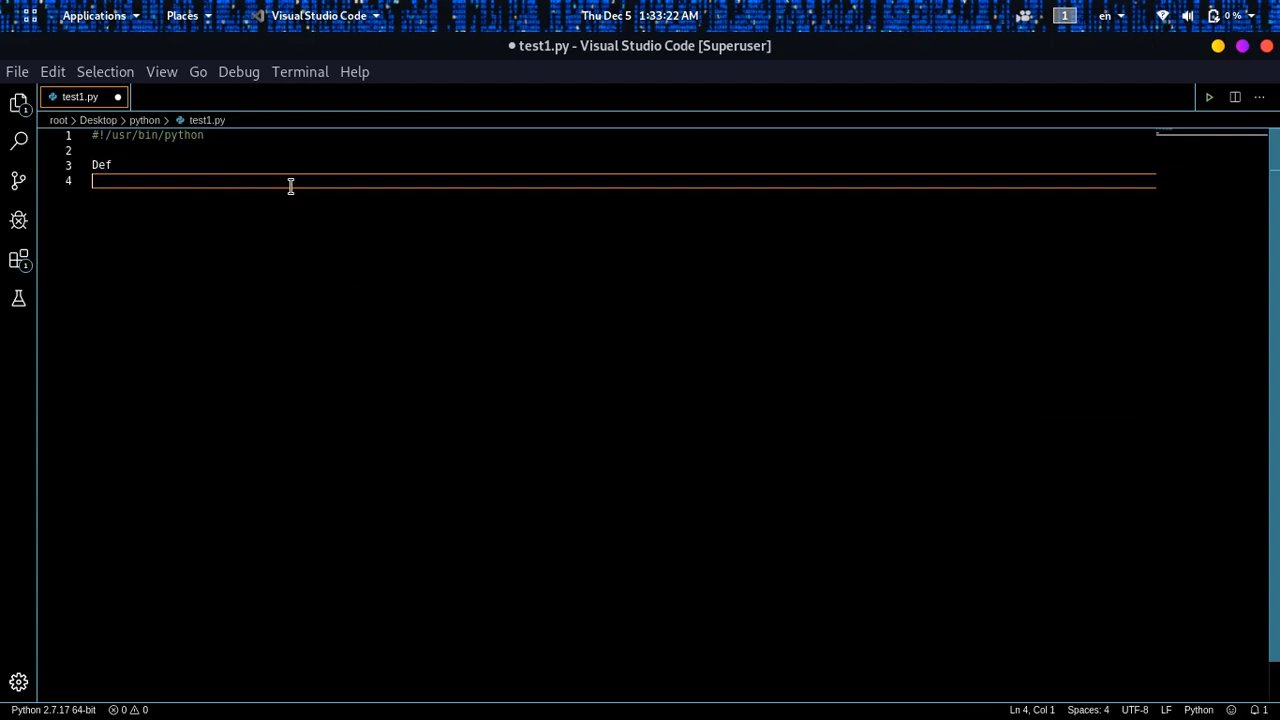 Applications Places Visual Studio Code Thu Dec 5 1:33:22 AM 1 en 0 %
test1.py - Visual Studio Code [Superuser]
File Edit Selection View Go Debug Terminal Help
1 test1.py
root > Desktop > python > test1.py
1 #!/usr/bin/python
2
3 Def
4
1
Python 2.7.17 64-bit 0 0 Ln 4, Col 1 Spaces: 4 UTF-8 LF Python 1